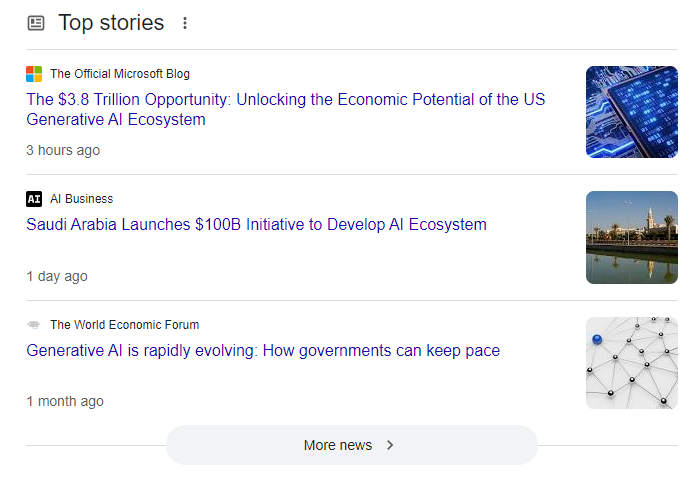 Top stories
The Official Microsoft Blog
The $3.8 Trillion Opportunity: Unlocking the Economic Potential of the US
Generative AI Ecosystem
3 hours ago
AI
AI Business
Saudi Arabia Launches $100B Initiative to Develop AI Ecosystem
1 day ago
The World Economic Forum
Generative AI is rapidly evolving: How governments can keep pace
1 month ago
More news